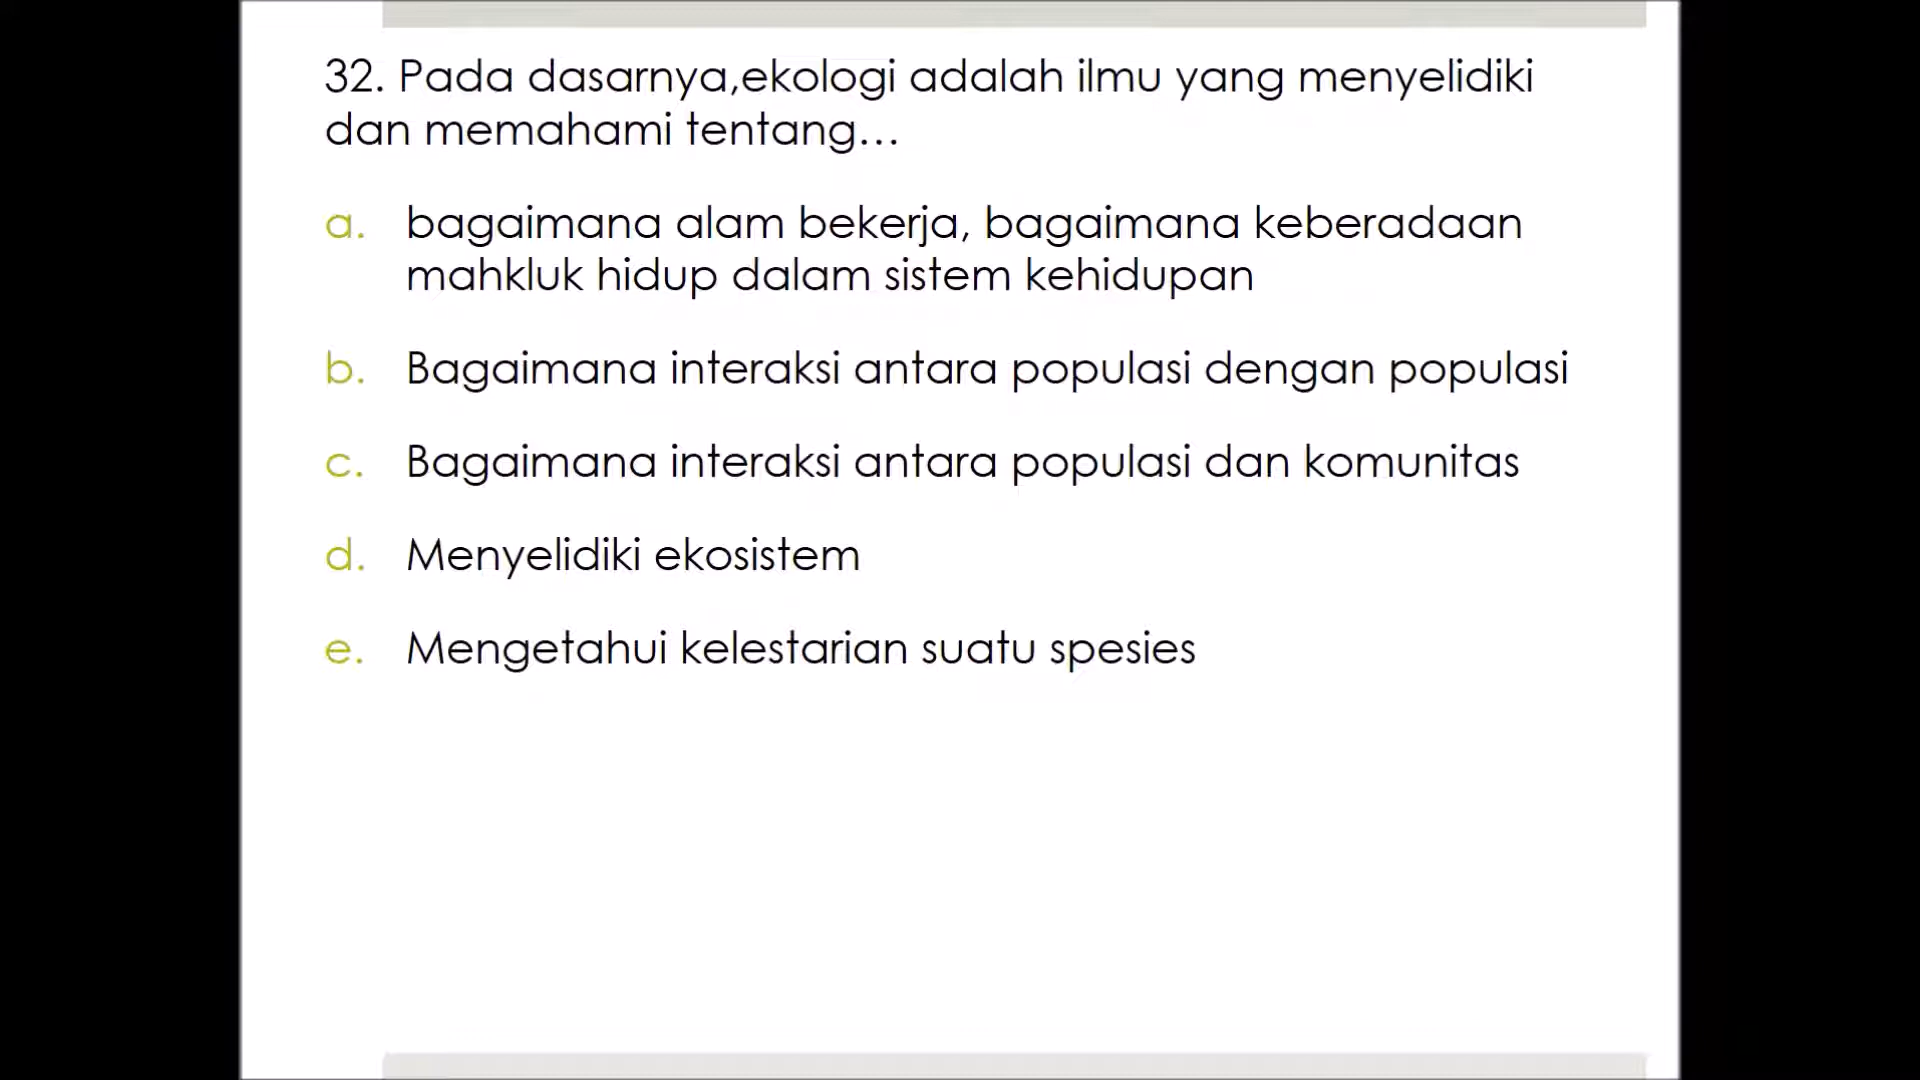 32. Pada dasarnya,ekologi adalah ilmu yang menyelidiki
dan memahami tentang...
a. bagaimana alam bekerja, bagaimana keberadaan
mahkluk hidup dalam sistem kehidupan
b. Bagaimana interaksi antara populasi dengan populasi
c. Bagaimana interaksi antara populasi dan komunitas
d. Menyelidiki ekosistem
e. Mengetahui kelestarian suatu spesies